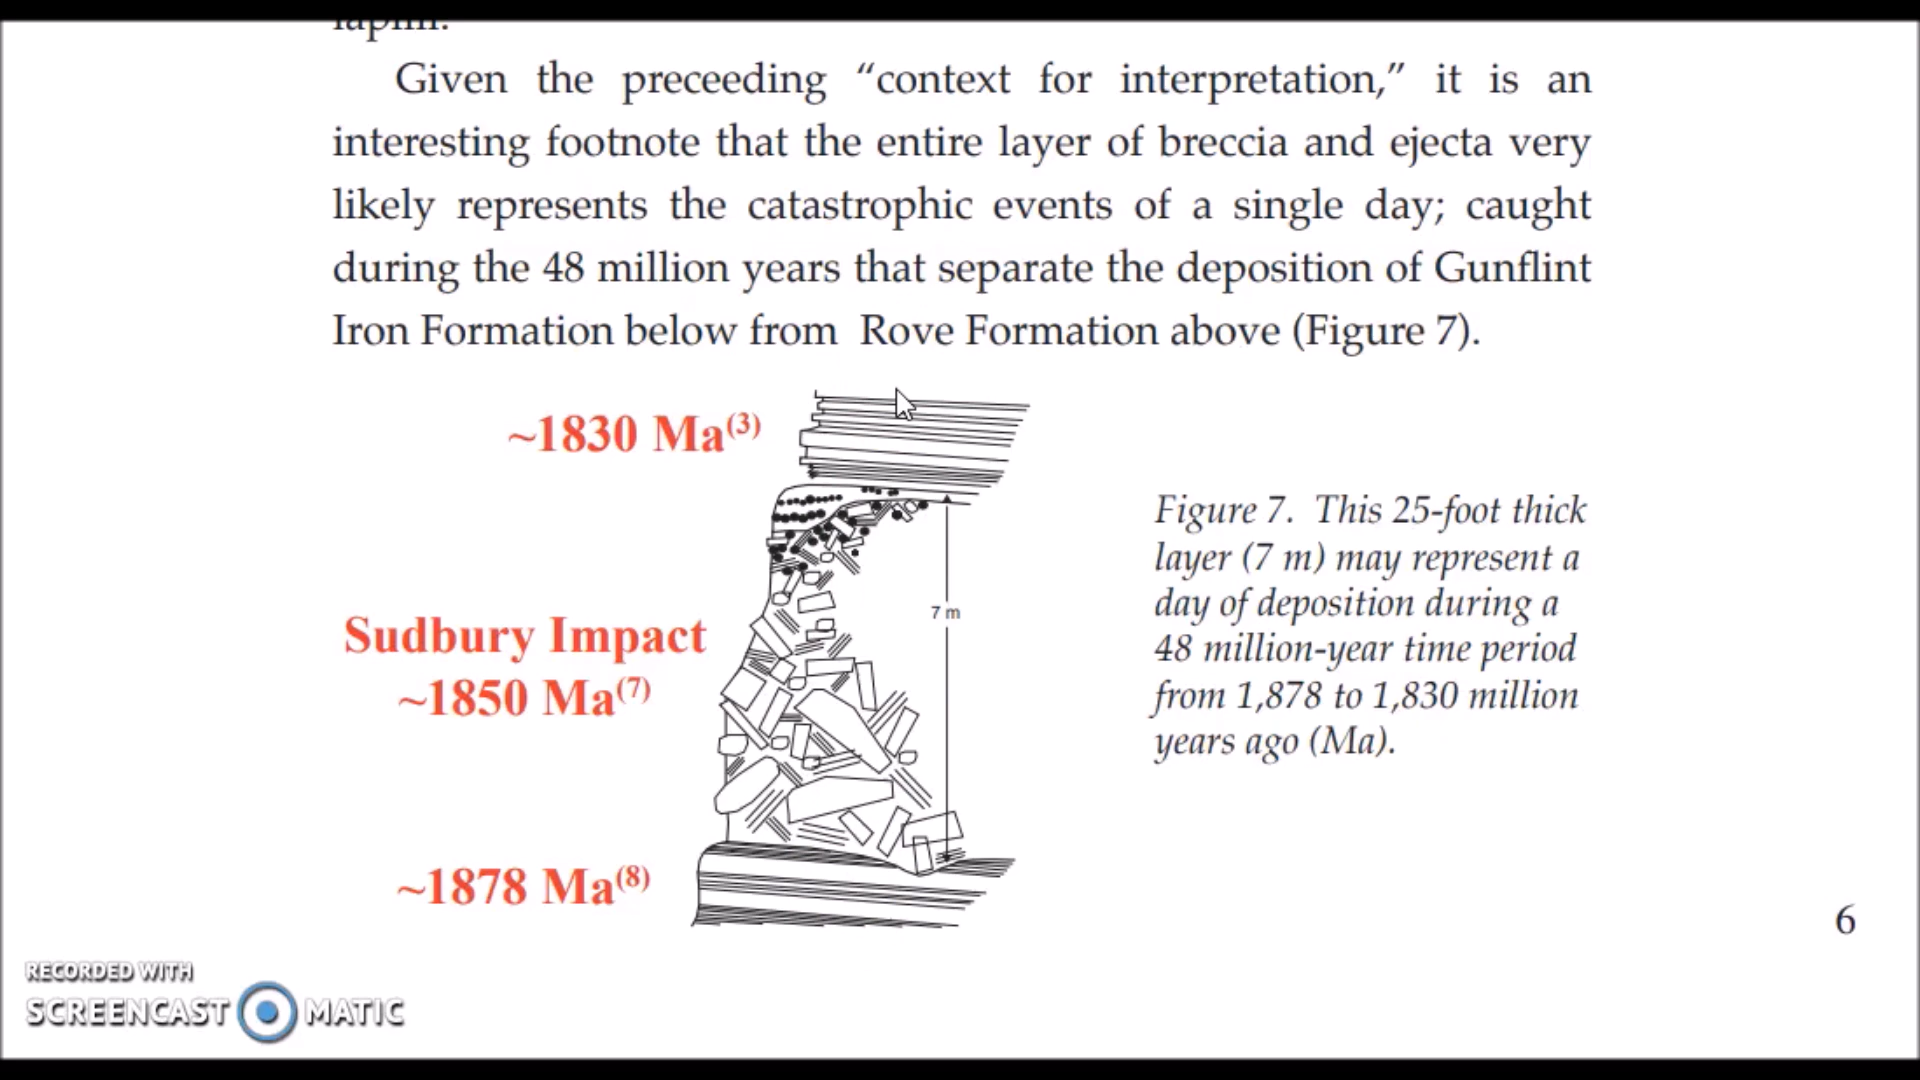 lapilli.
Given the preceeding “context for interpretation,” it is an
interesting footnote that the entire layer of breccia and ejecta very
likely represents the catastrophic events of a single day; caught
during the 48 million years that separate the deposition of Gunflint
Iron Formation below from Rove Formation above (Figure 7).
~1830 Ma(3)
Sudbury Impact
~1850 Ma(7)
~1878 Ma(8)
7 m
Figure 7. This 25-foot thick
layer (7 m) may represent a
day of deposition during a
48 million-year time period
from 1,878 to 1,830 million
years ago (Ma).
6
RECORDED WITH
SCREENCAST MATIC